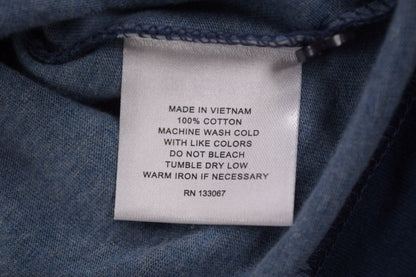 MADE IN VIETNAM
100% COTTON
MACHINE WASH COLD
WITH LIKE COLORS
DO NOT BLEACH
TUMBLE DRY LOW
WARM IRON IF NECESSARY
RN 133067